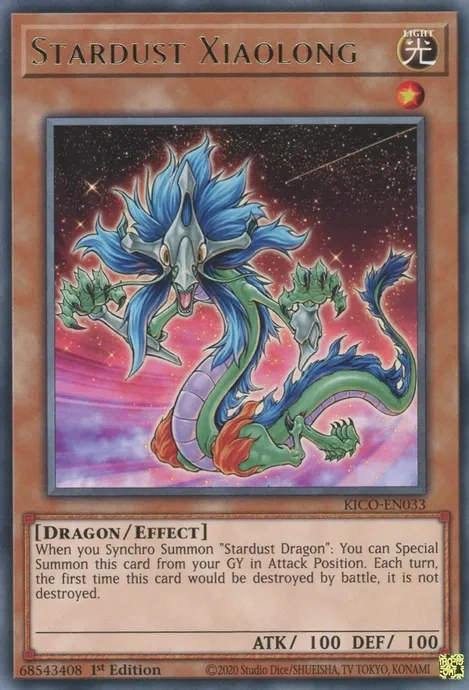 STARDUST XIAOLONG
LIGHT
光
KICO-EN033
[DRAGON/EFFECT]
When you Synchro Summon "Stardust Dragon": You can Special
Summon this card from your GY in Attack Position. Each turn,
the first time this card would be destroyed by battle, it is not
destroyed.
ATK/ 100 DEF/ 100
68543408 1st Edition ©2020 Studio Dice/SHUEISHA, TV TOKYO, KONAMI